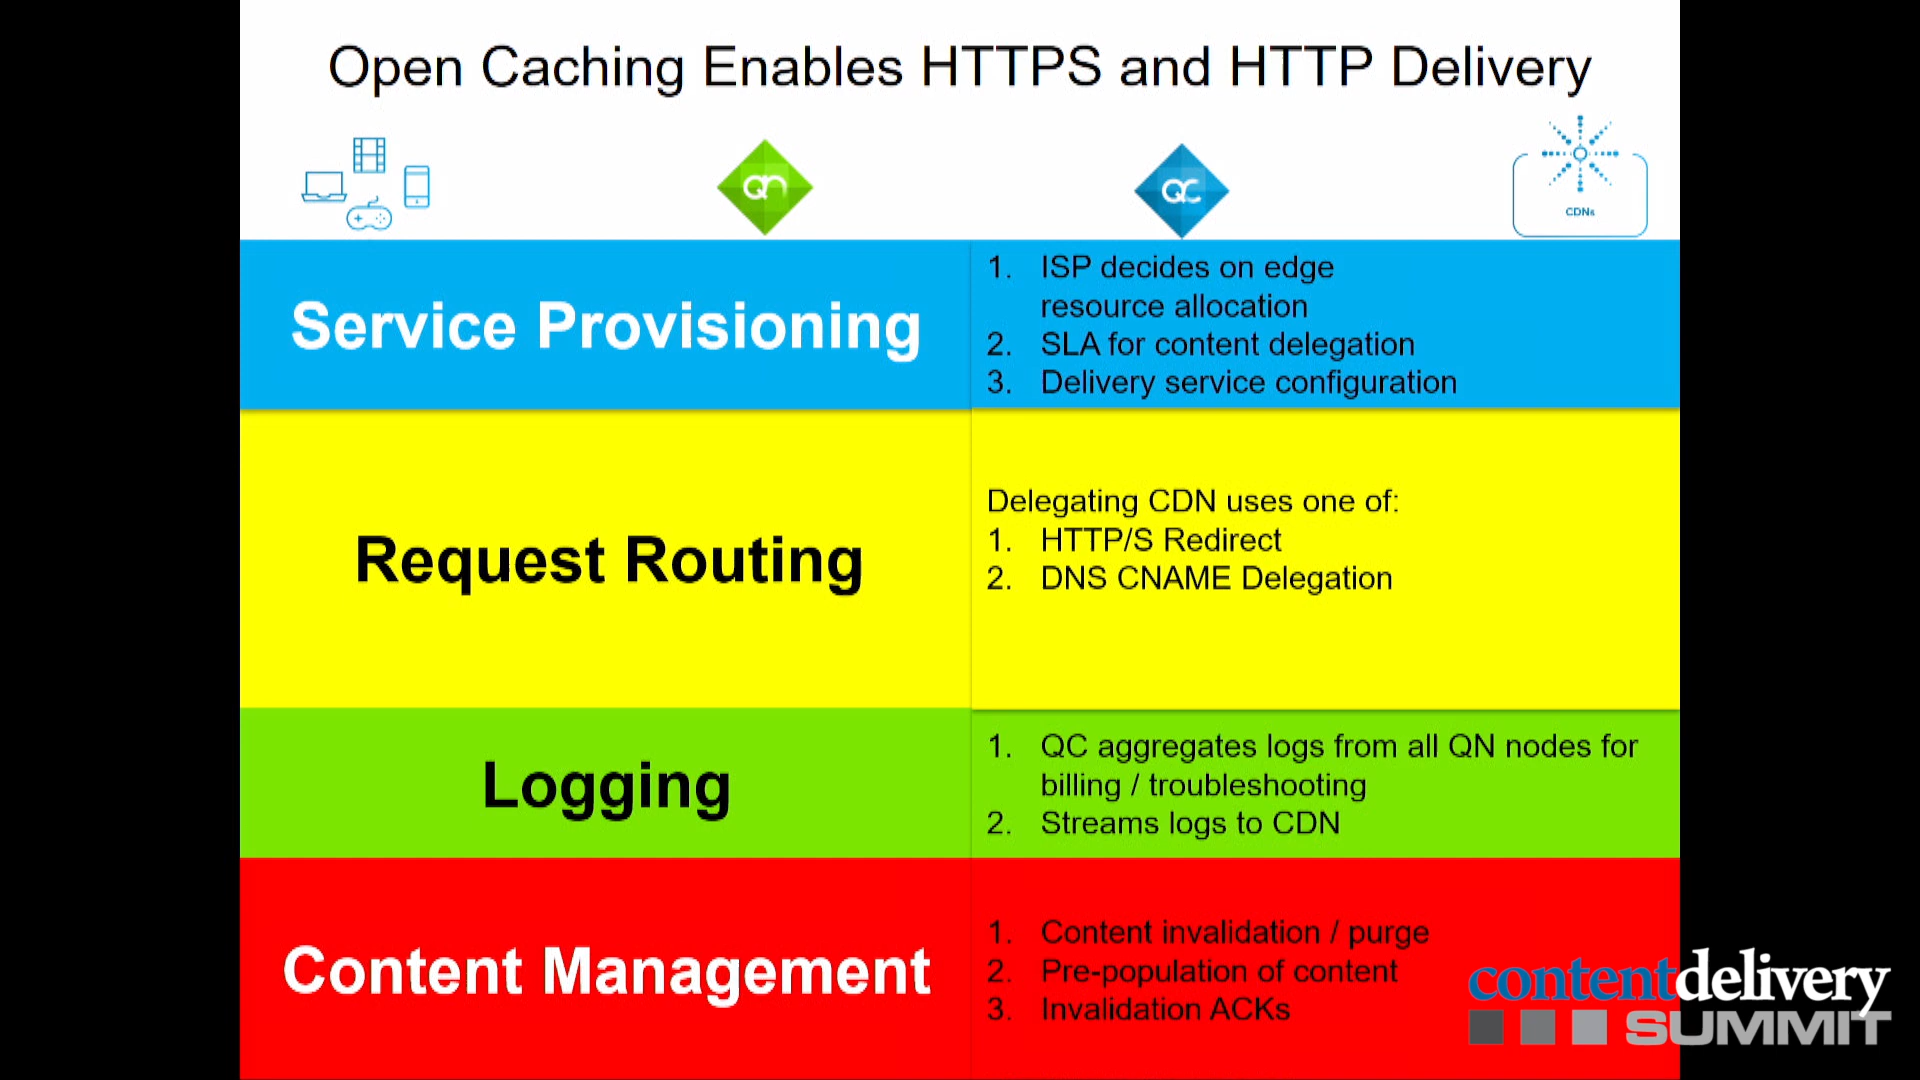 Open Caching Enables HTTPS and HTTP Delivery
qn
QC
CDNs
Service Provisioning
1. ISP decides on edge
resource allocation
2. SLA for content delegation
3. Delivery service configuration
Request Routing
Delegating CDN uses one of:
1. HTTP/S Redirect
2. DNS CNAME Delegation
Logging
1. QC aggregates logs from all QN nodes for
billing / troubleshooting
2. Streams logs to CDN
Content Management
1. Content invalidation / purge
2. Pre-population of content
3. Invalidation ACKs
contentdelivery
SUMMIT